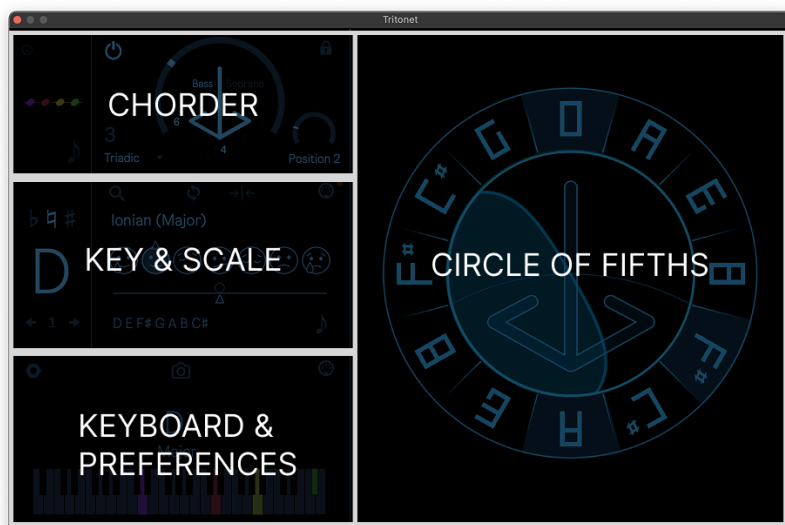 Tritonet
CHORDER
Bass Soprano
6
4
3
Triadic
Position 2
♭ ♮ ♯
Ionian (Major)
D
KEY & SCALE
← 1 →
D E F♯ G A B C♯
KEYBOARD &
PREFERENCES
Major
CIRCLE OF FIFTHS
D
A
E
B
F♯
C♯
A
E
B
F♯
C♯
G